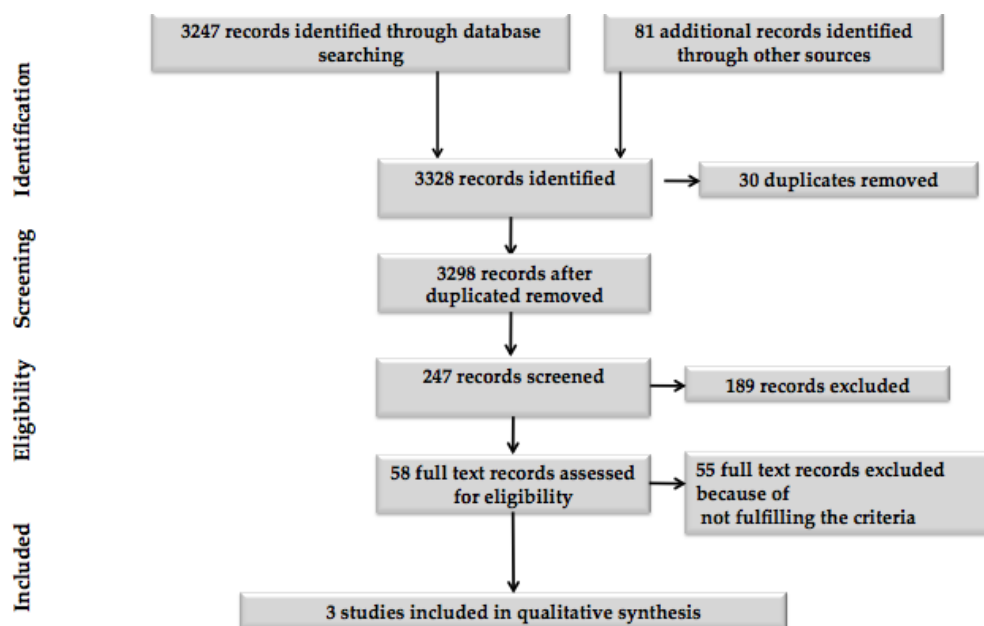 3247 records identified through database
searching
81 additional records identified
through other sources
Identification
3328 records identified
30 duplicates removed
Screening
3298 records after
duplicated removed
Eligibility
247 records screened
189 records excluded
58 full text records assessed
for eligibility
55 full text records excluded
because of
not fulfilling the criteria
Included
3 studies included in qualitative synthesis